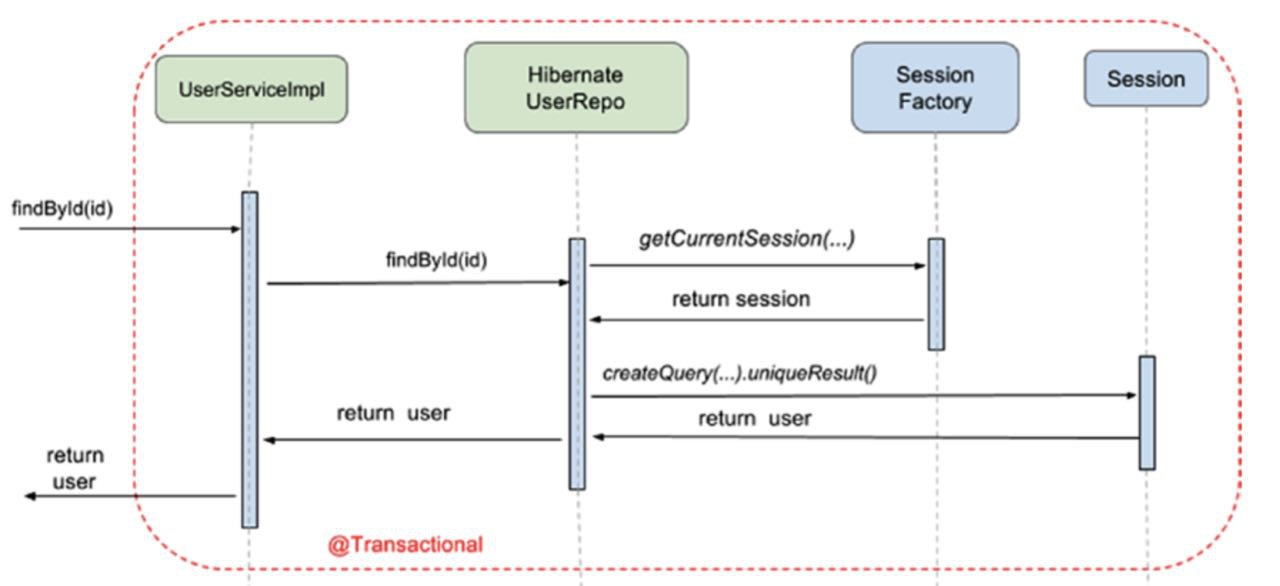 UserServiceImpl
Hibernate
UserRepo
Session
Factory
Session
findById(id)
findById(id)
getCurrentSession(...)
return session
createQuery(...).uniqueResult()
return user
return user
return
user
@Transactional